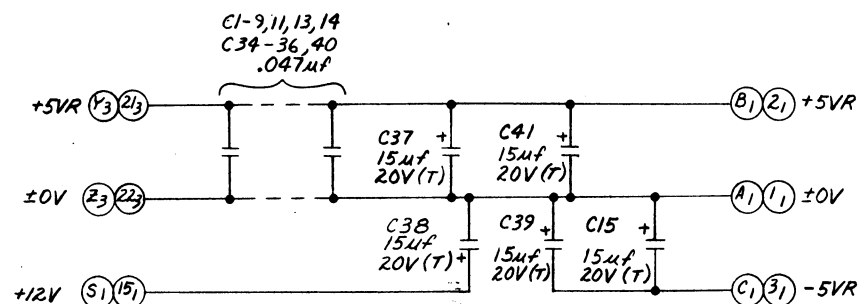 C1-9,11,13,14
C34-36,40
.047µf
+5VR Y3 213
B1 21 +5VR
C37 +
15µf
20V(T)
C41 +
15µf
20V(T)
±0V Z3 223
A1 11 ±0V
C38
15µf
20V(T)+
C39 +
15µf
20V(T)
C15 +
15µf
20V(T)
+12V S1 151
C1 31 -5VR